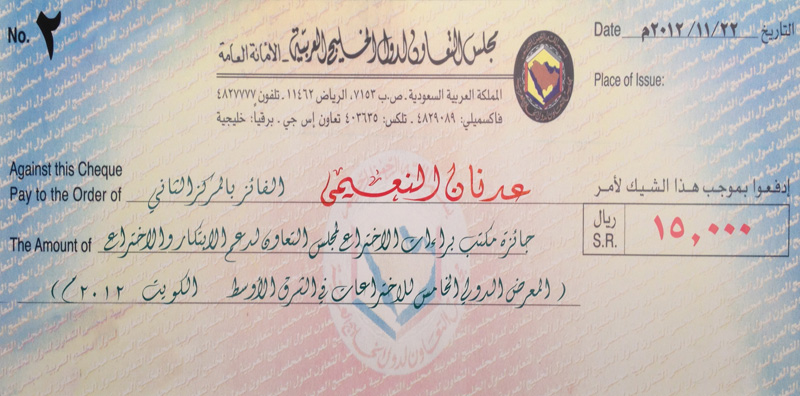 No. ٢
مجلس التعاون لدول الخليج العربية - الأمانة العامة
Date ٢٠١٢/١١/٢٢م التاريخ
Place of Issue:
المملكة العربية السعودية . ص.ب ٧١٥٣، الرياض ١١٤٦٢ . تلفون ٤٨٢٧٧٧٧
فاكسميلي: ٤٨٢٩٠٨٩ . تلكس: ٤٠٣٦٣٥ تعاون إس جي . برقياً: خليجية
Against this Cheque
Pay to the Order of الفائز بالمركز الثاني عدنان النعيمي إدفعوا بموجب هذا الشيك لأمر
ريال
S.R. ١٥,٠٠٠
The Amount of جائزة مكتب براءات الاختراع لمجلس التعاون لدعم الابتكار والاختراع
( المعرض الدولي الخامس للاختراعات في الشرق الأوسط الكويت ٢٠١٢م )